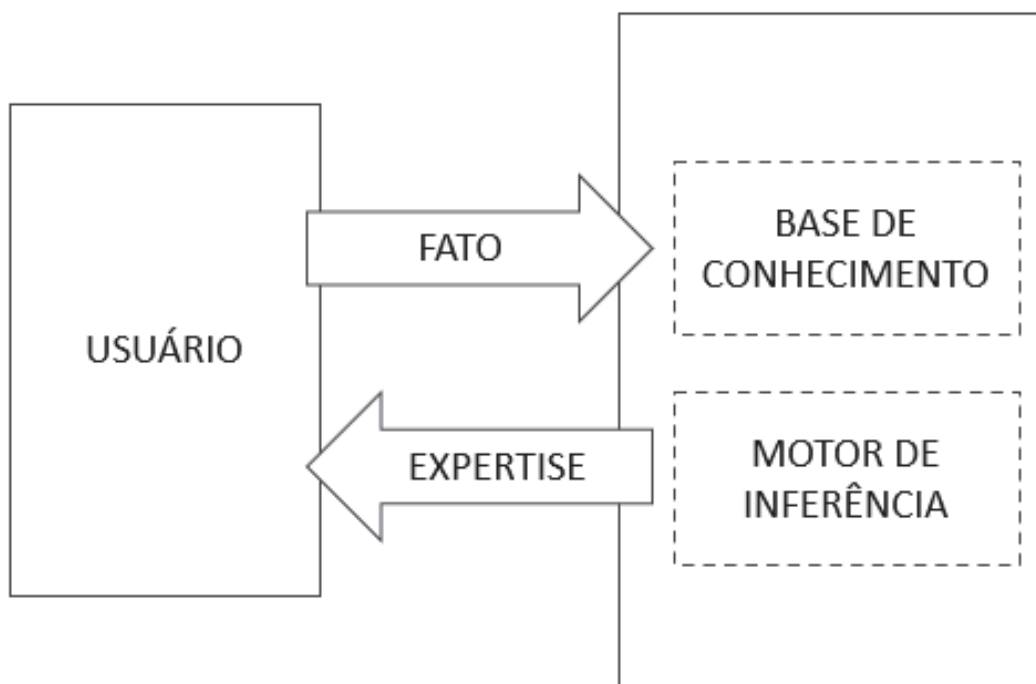 USUÁRIO
FATO
EXPERTISE
BASE DE
CONHECIMENTO
MOTOR DE
INFERÊNCIA